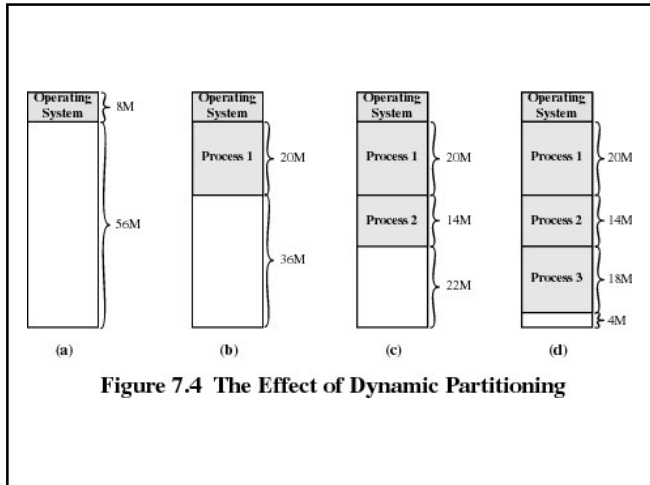 Operating
System
8M
56M
(a)
Operating
System
Process 1
20M
36M
(b)
Operating
System
Process 1
20M
Process 2
14M
22M
(c)
Operating
System
Process 1
20M
Process 2
14M
Process 3
18M
4M
(d)
Figure 7.4 The Effect of Dynamic Partitioning